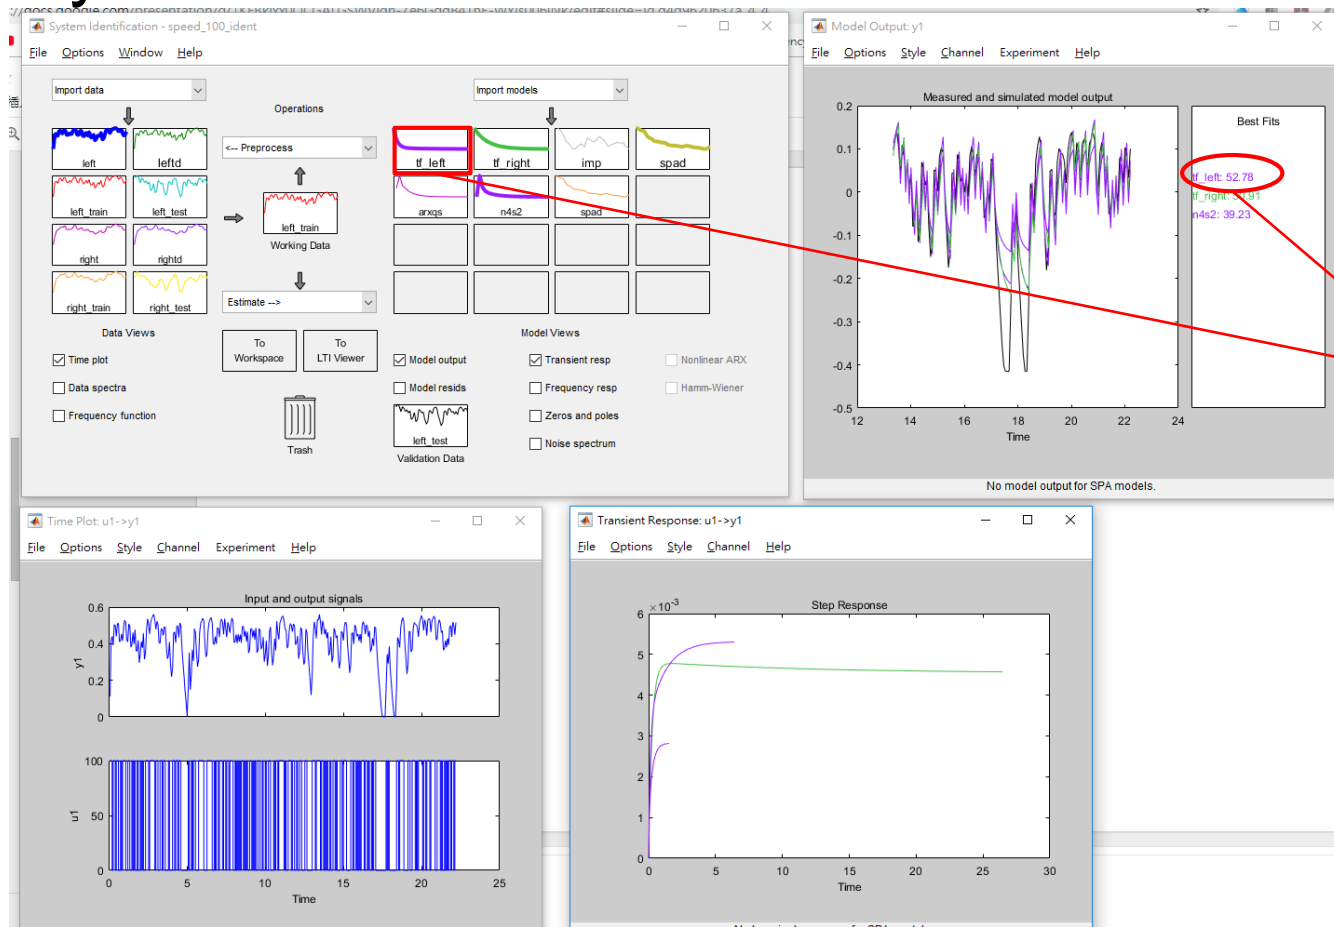 System Identification - speed_100_ident
File Options Window Help
Import data
Import models
Operations
<-- Preprocess
left
leftd
tf_left
tf_right
imp
spad
left_train
left_test
left_train
Working Data
arxqs
n4s2
spad
right
rightd
right_train
right_test
Estimate -->
Data Views
Model Views
To
Workspace
To
LTI Viewer
Time plot
Data spectra
Frequency function
Model output
Model resids
Transient resp
Frequency resp
Zeros and poles
Noise spectrum
Nonlinear ARX
Hamm-Wiener
Trash
left_test
Validation Data
Model Output: y1
File Options Style Channel Experiment Help
Measured and simulated model output
Best Fits
tf_left: 52.78
n4s2: 39.23
0.2
0.1
0
-0.1
-0.2
-0.3
-0.4
-0.5
12 14 16 18 20 22 24
Time
No model output for SPA models.
Time Plot: u1->y1
File Options Style Channel Experiment Help
Input and output signals
0.6
0.4
0.2
0
y1
100
50
0
u1
0 5 10 15 20 25
Time
Transient Response: u1->y1
File Options Style Channel Help
×10-3
Step Response
6
5
4
3
2
1
0
0 5 10 15 20 25 30
Time